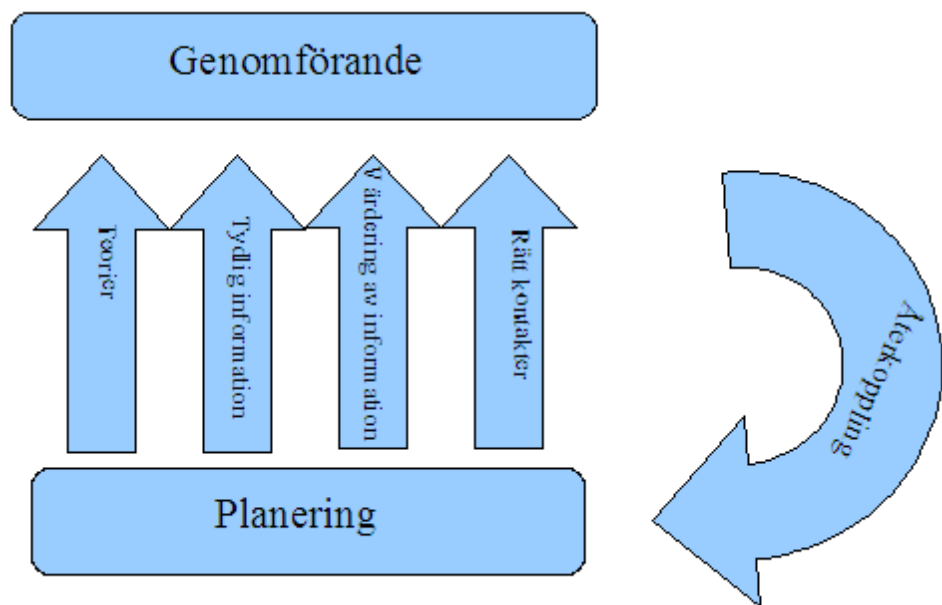 Genomförande
Teorier
Tydlig information
Värdering av information
Rätt kontakter
Återkoppling
Planering